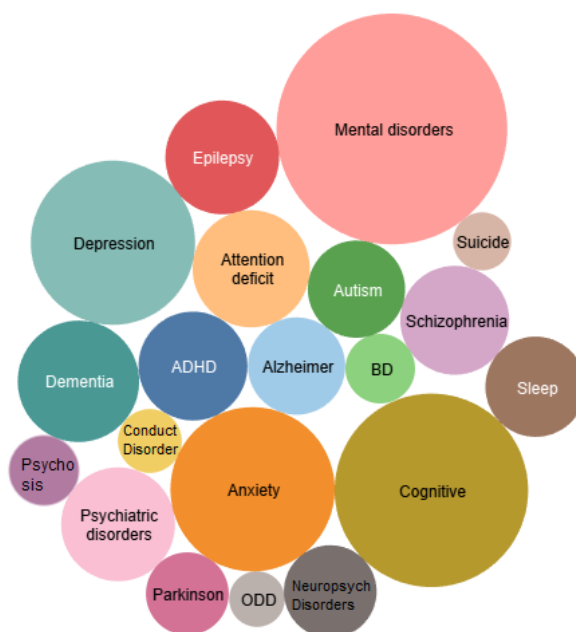 Mental disorders
Epilepsy
Depression
Suicide
Attention
deficit
Autism
Schizophrenia
Dementia
ADHD
Alzheimer
BD
Sleep
Conduct
Disorder
Psycho
sis
Anxiety
Cognitive
Psychiatric
disorders
Parkinson
ODD
Neuropsych
Disorders